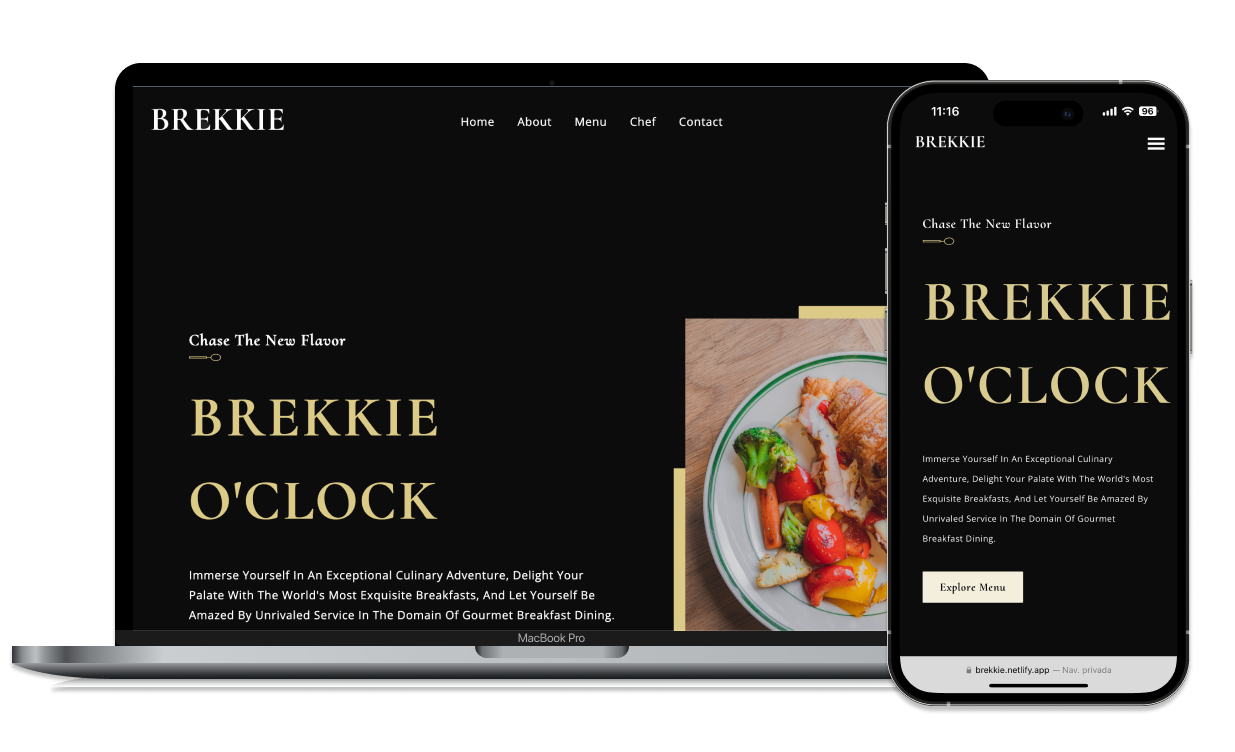 BREKKIE
Home About Menu Chef Contact
Chase The New Flavor
BREKKIE
O'CLOCK
Immerse Yourself In An Exceptional Culinary Adventure, Delight Your
Palate With The World's Most Exquisite Breakfasts, And Let Yourself Be
Amazed By Unrivaled Service In The Domain Of Gourmet Breakfast Dining.
MacBook Pro
11:16
96
BREKKIE
Chase The New Flavor
BREKKIE
O'CLOCK
Immerse Yourself In An Exceptional Culinary
Adventure, Delight Your Palate With The World's Most
Exquisite Breakfasts, And Let Yourself Be Amazed By
Unrivaled Service In The Domain Of Gourmet
Breakfast Dining.
Explore Menu
brekkie.netlify.app — Nav. privada